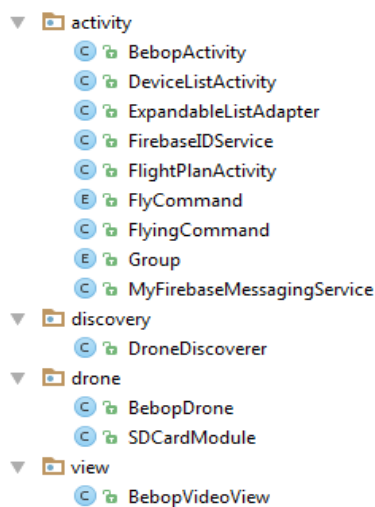 activity
C BebopActivity
C DeviceListActivity
C ExpandableListAdapter
C FirebaseIDService
C FlightPlanActivity
E FlyCommand
C FlyingCommand
E Group
C MyFirebaseMessagingService
discovery
C DroneDiscoverer
drone
C BebopDrone
C SDCardModule
view
C BebopVideoView